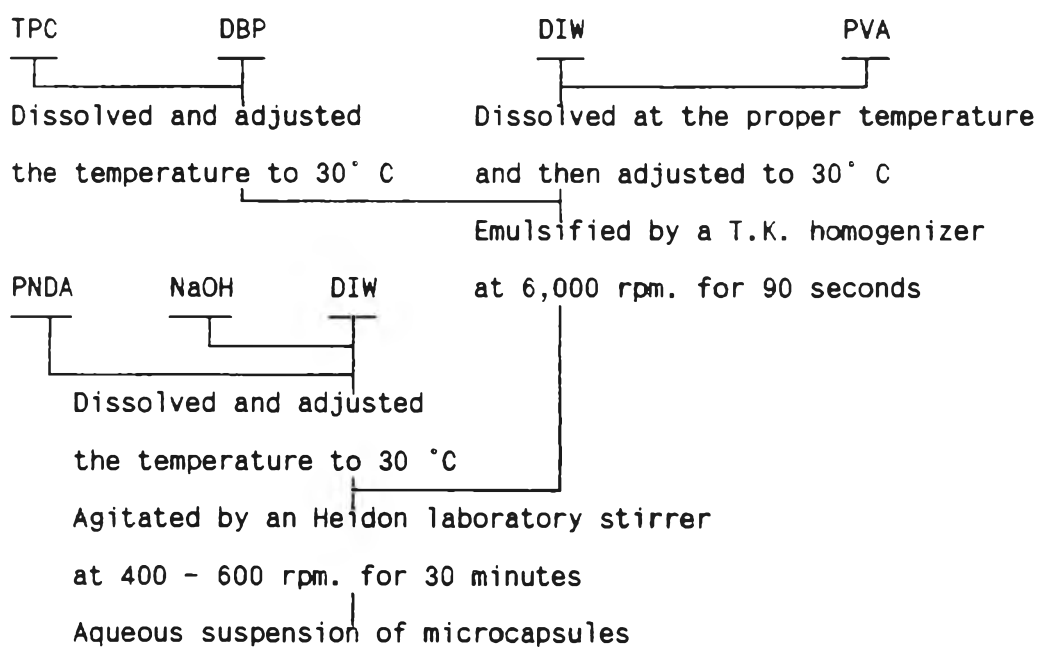 TPC DBP DIW PVA
Dissolved and adjusted
the temperature to 30° C
Dissolved at the proper temperature
and then adjusted to 30° C
Emulsified by a T.K. homogenizer
at 6,000 rpm. for 90 seconds
PNDA NaOH DIW
Dissolved and adjusted
the temperature to 30 °C
Agitated by an Heidon laboratory stirrer
at 400 - 600 rpm. for 30 minutes
Aqueous suspension of microcapsules